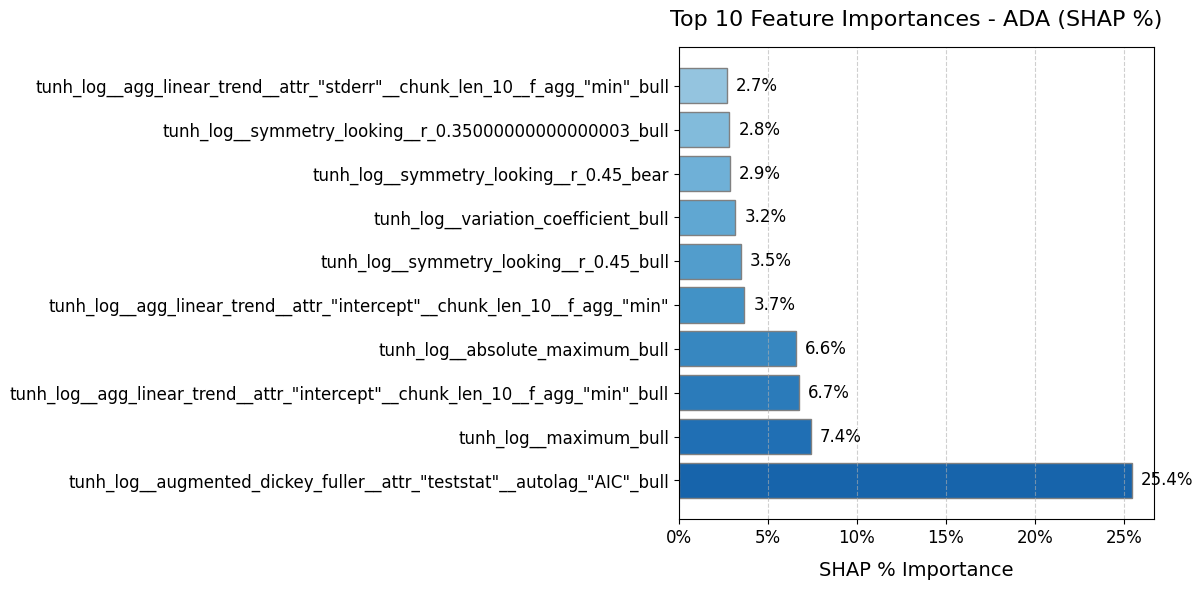 Top 10 Feature Importances - ADA (SHAP %)
tunh_log__agg_linear_trend__attr_"stderr"__chunk_len_10__f_agg_"min"_bull 2.7%
tunh_log__symmetry_looking__r_0.35000000000000003_bull 2.8%
tunh_log__symmetry_looking__r_0.45_bear 2.9%
tunh_log__variation_coefficient_bull 3.2%
tunh_log__symmetry_looking__r_0.45_bull 3.5%
tunh_log__agg_linear_trend__attr_"intercept"__chunk_len_10__f_agg_"min" 3.7%
tunh_log__absolute_maximum_bull 6.6%
tunh_log__agg_linear_trend__attr_"intercept"__chunk_len_10__f_agg_"min"_bull 6.7%
tunh_log__maximum_bull 7.4%
tunh_log__augmented_dickey_fuller__attr_"teststat"__autolag_"AIC"_bull 25.4%
0% 5% 10% 15% 20% 25%
SHAP % Importance